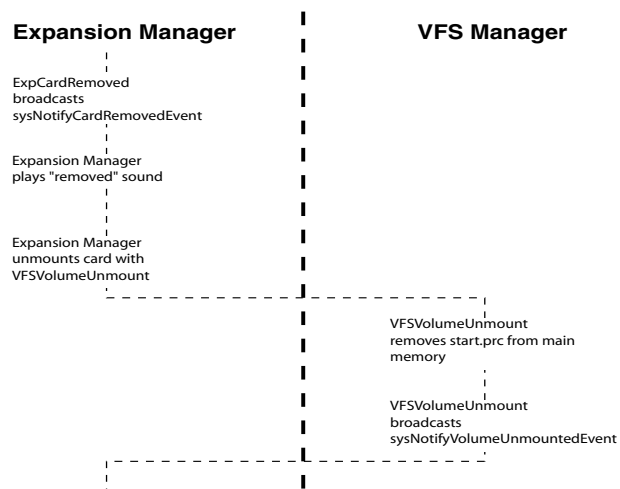 Expansion Manager
VFS Manager
ExpCardRemoved
broadcasts
sysNotifyCardRemovedEvent
Expansion Manager
plays "removed" sound
Expansion Manager
unmounts card with
VFSVolumeUnmount
VFSVolumeUnmount
removes start.prc from main
memory
VFSVolumeUnmount
broadcasts
sysNotifyVolumeUnmountedEvent